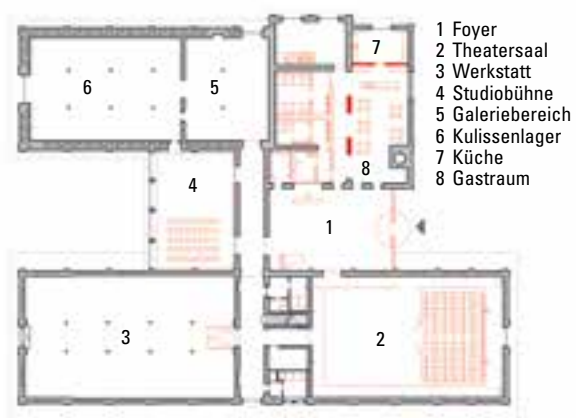 1 Foyer
2 Theatersaal
3 Werkstatt
4 Studiobühne
5 Galeriebereich
6 Kulissenlager
7 Küche
8 Gastraum
7
6
5
8
4
1
3
2